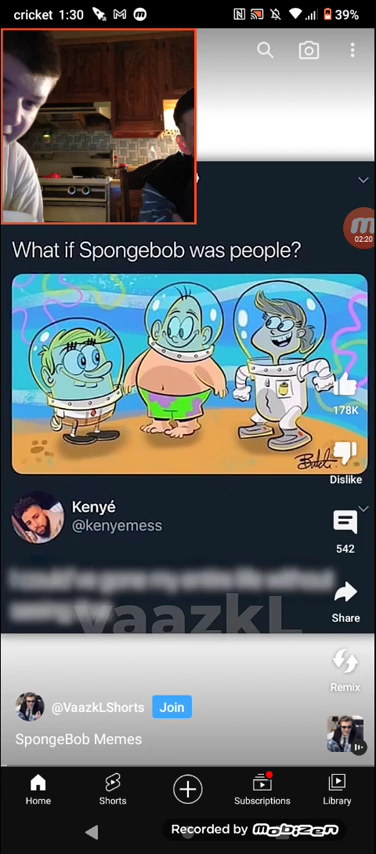 cricket 1:30
39%
02:20
What if Spongebob was people?
178K
Dislike
Kenyé
@kenyemess
542
VaazkL
Share
Remix
@VaazkLShorts Join
SpongeBob Memes
Home Shorts Subscriptions Library
Recorded by mobizen